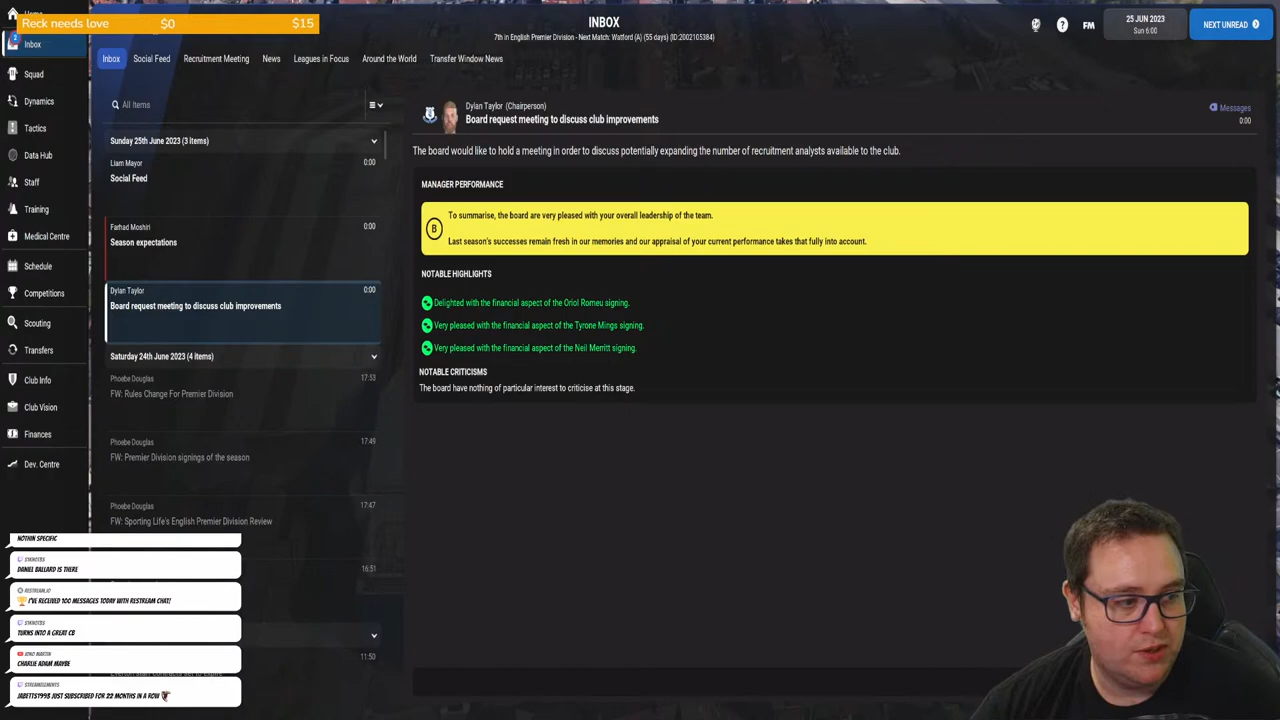 Home
Reck needs love $0 $15
INBOX
7th in English Premier Division - Next Match: Watford (A) (55 days) (ID:2002105384)
FM
25 JUN 2023
Sun 6:00
NEXT UNREAD
2
Inbox
Squad
Dynamics
Tactics
Data Hub
Staff
Training
Medical Centre
Schedule
Competitions
Scouting
Transfers
Club Info
Club Vision
Finances
Dev. Centre
Inbox Social Feed Recruitment Meeting News Leagues in Focus Around the World Transfer Window News
All Items
Sunday 25th June 2023 (3 items)
Liam Mayor 0:00
Social Feed
Farhad Moshiri 0:00
Season expectations
Dylan Taylor 0:00
Board request meeting to discuss club improvements
Saturday 24th June 2023 (4 items)
Phoebe Douglas 17:53
FW: Rules Change For Premier Division
Phoebe Douglas 17:49
FW: Premier Division signings of the season
Phoebe Douglas 17:47
FW: Sporting Life's English Premier Division Review
16:51
11:50
Dylan Taylor (Chairperson)
Board request meeting to discuss club improvements
Messages
0:00
The board would like to hold a meeting in order to discuss potentially expanding the number of recruitment analysts available to the club.
MANAGER PERFORMANCE
B
To summarise, the board are very pleased with your overall leadership of the team.
Last season's successes remain fresh in our memories and our appraisal of your current performance takes that fully into account.
NOTABLE HIGHLIGHTS
Delighted with the financial aspect of the Oriol Romeu signing.
Very pleased with the financial aspect of the Tyrone Mings signing.
Very pleased with the financial aspect of the Neil Merritt signing.
NOTABLE CRITICISMS
The board have nothing of particular interest to criticise at this stage.
NOTHIN SPECIFIC
DANIEL BALLARD IS THERE
RESTREAM.IO
I'VE RECEIVED 100 MESSAGES TODAY WITH RESTREAM CHAT!
TURNS INTO A GREAT CB
CHARLIE ADAM MAYBE
STREAMELEMENTS
JABETTS1998 JUST SUBSCRIBED FOR 22 MONTHS IN A ROW